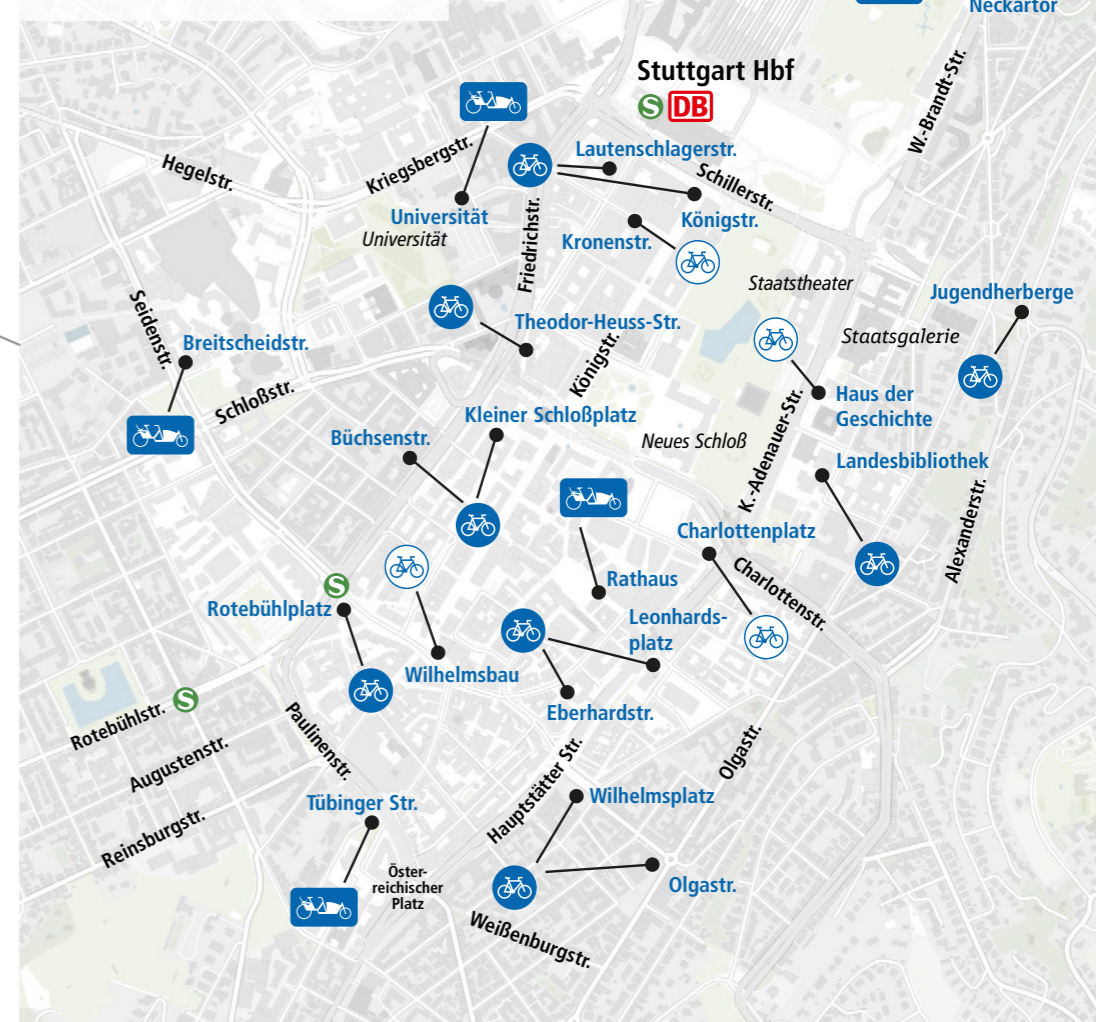 Neckartor
W.-Brandt-Str.
Stuttgart Hbf
S DB
Lautenschlagerstr.
Hegelstr.
Kriegsbergstr.
Schillerstr.
Universität
Universität
Friedrichstr.
Königstr.
Kronenstr.
Staatstheater
Jugendherberge
Seidenstr.
Breitscheidstr.
Theodor-Heuss-Str.
Staatsgalerie
Königstr.
Schloßstr.
Haus der
Geschichte
Kleiner Schloßplatz
Büchsenstr.
Neues Schloß
K.-Adenauer-Str.
Landesbibliothek
Alexanderstr.
Charlottenplatz
Charlottenstr.
S
Rotebühlplatz
Rathaus
Leonhards-
platz
Wilhelmsbau
Eberhardstr.
S
Rotebühlstr.
Augustenstr.
Reinsburgstr.
Paulinenstr.
Olgastr.
Hauptstätter Str.
Tübinger Str.
Wilhelmsplatz
Öster-
reichischer
Platz
Olgastr.
Weißenburgstr.